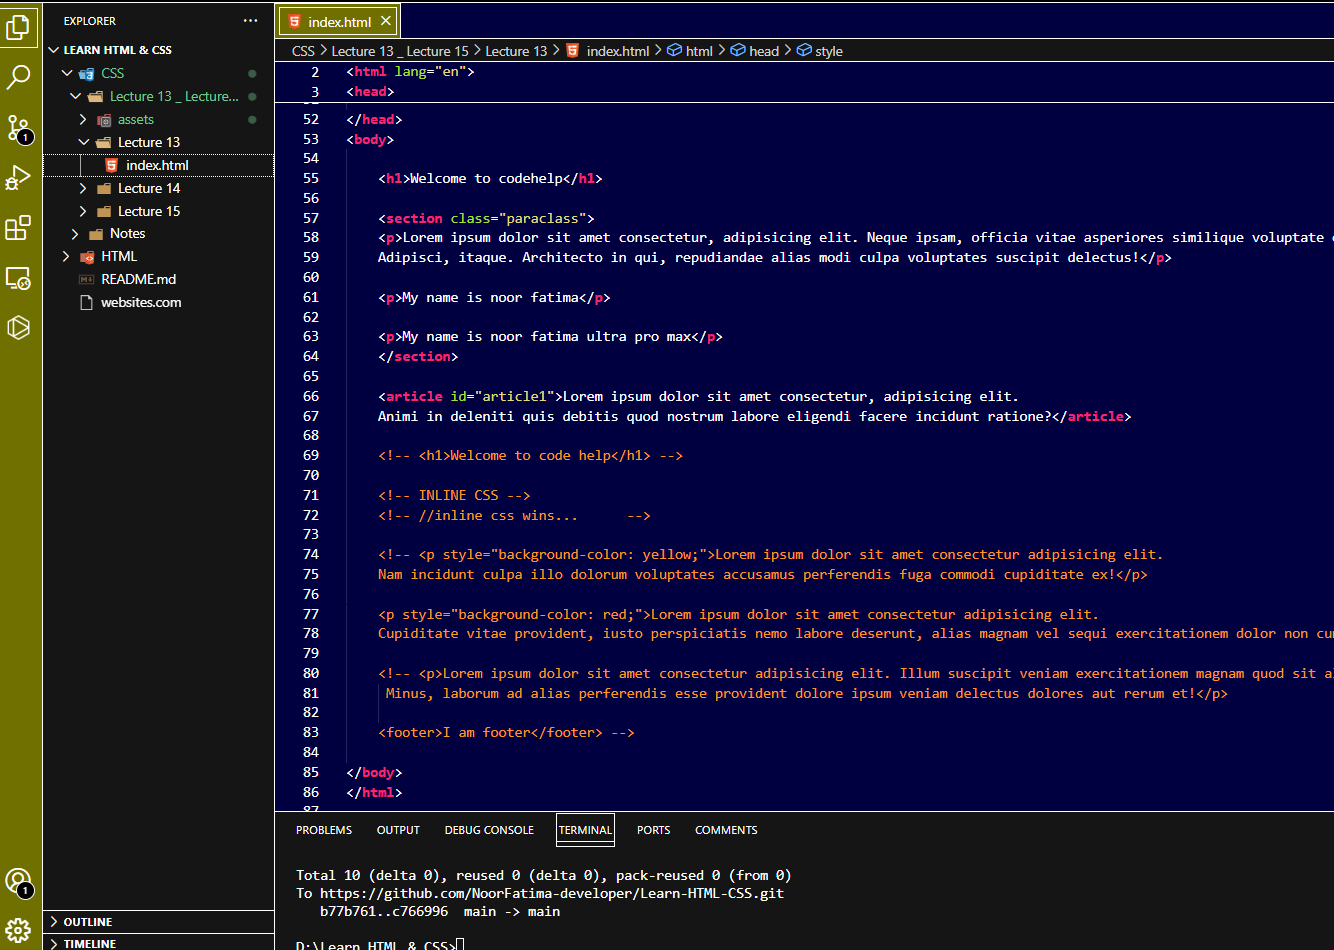 EXPLORER
LEARN HTML & CSS
CSS
Lecture 13 _ Lecture...
assets
Lecture 13
index.html
Lecture 14
Lecture 15
Notes
HTML
README.md
websites.com
OUTLINE
TIMELINE
1
1
index.html
CSS > Lecture 13 _ Lecture 15 > Lecture 13 > index.html > html > head > style
2 <html lang="en">
3 <head>
52 </head>
53 <body>
54
55 <h1>Welcome to codehelp</h1>
56
57 <section class="paraclass">
58 <p>Lorem ipsum dolor sit amet consectetur, adipisicing elit. Neque ipsam, officia vitae asperiores similique voluptate
59 Adipisci, itaque. Architecto in qui, repudiandae alias modi culpa voluptates suscipit delectus!</p>
60
61 <p>My name is noor fatima</p>
62
63 <p>My name is noor fatima ultra pro max</p>
64 </section>
65
66 <article id="article1">Lorem ipsum dolor sit amet consectetur, adipisicing elit.
67 Animi in deleniti quis debitis quod nostrum labore eligendi facere incidunt ratione?</article>
68
69 <!-- <h1>Welcome to code help</h1> -->
70
71 <!-- INLINE CSS -->
72 <!-- //inline css wins... -->
73
74 <!-- <p style="background-color: yellow;">Lorem ipsum dolor sit amet consectetur adipisicing elit.
75 Nam incidunt culpa illo dolorum voluptates accusamus perferendis fuga commodi cupiditate ex!</p>
76
77 <p style="background-color: red;">Lorem ipsum dolor sit amet consectetur adipisicing elit.
78 Cupiditate vitae provident, iusto perspiciatis nemo labore deserunt, alias magnam vel sequi exercitationem dolor non
79
80 <!-- <p>Lorem ipsum dolor sit amet consectetur adipisicing elit. Illum suscipit veniam exercitationem magnam quod sit
81 Minus, laborum ad alias perferendis esse provident dolore ipsum veniam delectus dolores aut rerum et!</p>
82
83 <footer>I am footer</footer> -->
84
85 </body>
86 </html>
87
PROBLEMS OUTPUT DEBUG CONSOLE TERMINAL PORTS COMMENTS
Total 10 (delta 0), reused 0 (delta 0), pack-reused 0 (from 0)
To https://github.com/NoorFatima-developer/Learn-HTML-CSS.git
b77b761..c766996 main -> main
D:\Learn HTML & CSS>